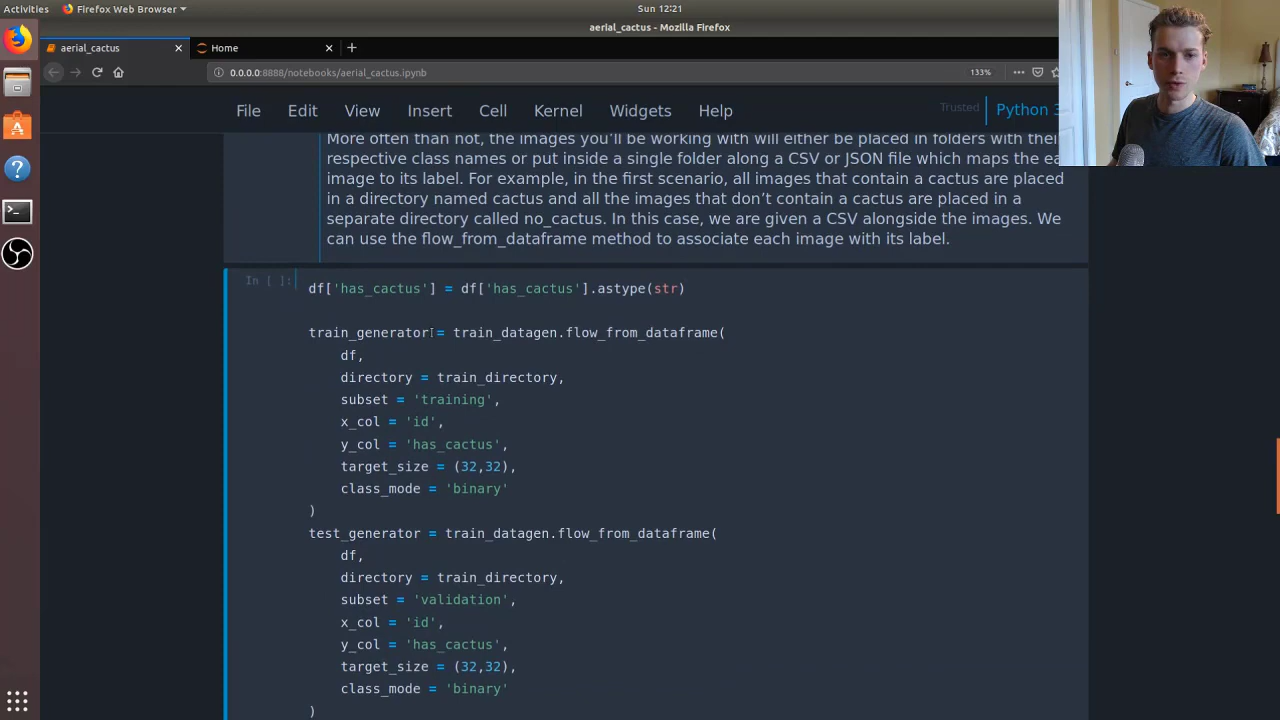 Activities
Firefox Web Browser
Sun 12:21
aerial_cactus - Mozilla Firefox
aerial_cactus
Home
0.0.0.0:8888/notebooks/aerial_cactus.ipynb
133%
File Edit View Insert Cell Kernel Widgets Help
Trusted
Python 3
More often than not, the images you'll be working with will either be placed in folders with their
respective class names or put inside a single folder along a CSV or JSON file which maps the ea
image to its label. For example, in the first scenario, all images that contain a cactus are placed
in a directory named cactus and all the images that don't contain a cactus are placed in a
separate directory called no_cactus. In this case, we are given a CSV alongside the images. We
can use the flow_from_dataframe method to associate each image with its label.
In [ ]:
df['has_cactus'] = df['has_cactus'].astype(str)
train_generator = train_datagen.flow_from_dataframe(
df,
directory = train_directory,
subset = 'training',
x_col = 'id',
y_col = 'has_cactus',
target_size = (32,32),
class_mode = 'binary'
)
test_generator = train_datagen.flow_from_dataframe(
df,
directory = train_directory,
subset = 'validation',
x_col = 'id',
y_col = 'has_cactus',
target_size = (32,32),
class_mode = 'binary'
)